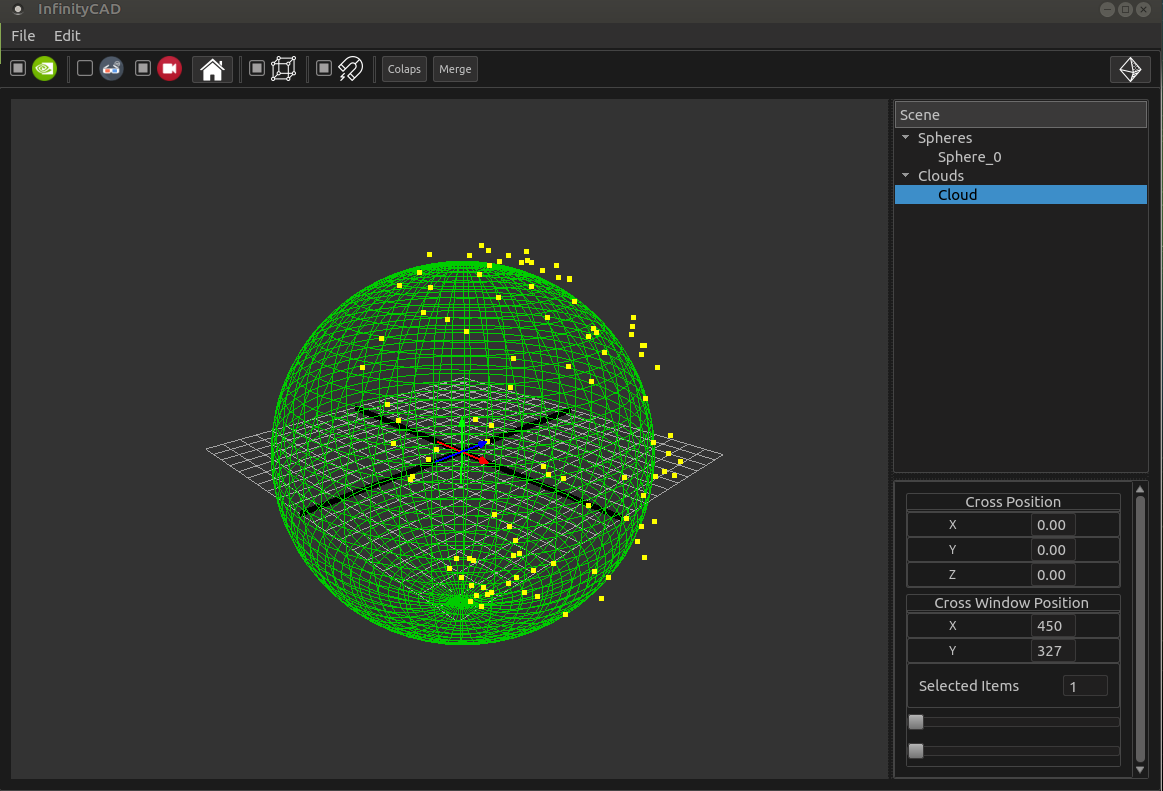 InfinityCAD
File Edit
Colaps Merge
Scene
Spheres
Sphere_0
Clouds
Cloud
Cross Position
X 0.00
Y 0.00
Z 0.00
Cross Window Position
X 450
Y 327
Selected Items 1